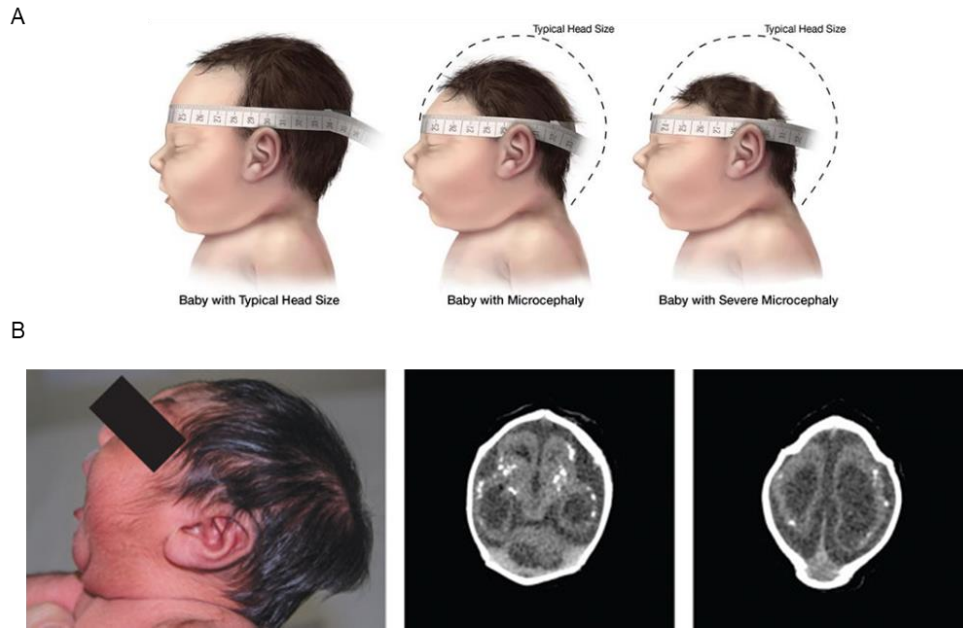 A
Typical Head Size
Typical Head Size
Baby with Typical Head Size
Baby with Microcephaly
Baby with Severe Microcephaly
B